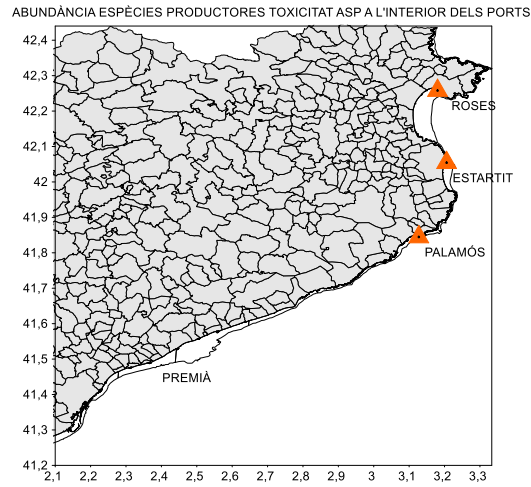 ABUNDÀNCIA ESPÈCIES PRODUCTORES TOXICITAT ASP A L'INTERIOR DELS PORTS
42,4
42,3
42,2
42,1
42
41,9
41,8
41,7
41,6
41,5
41,4
41,3
41,2
ROSES
ESTARTIT
PALAMÓS
PREMIÀ
2,1 2,2 2,3 2,4 2,5 2,6 2,7 2,8 2,9 3 3,1 3,2 3,3